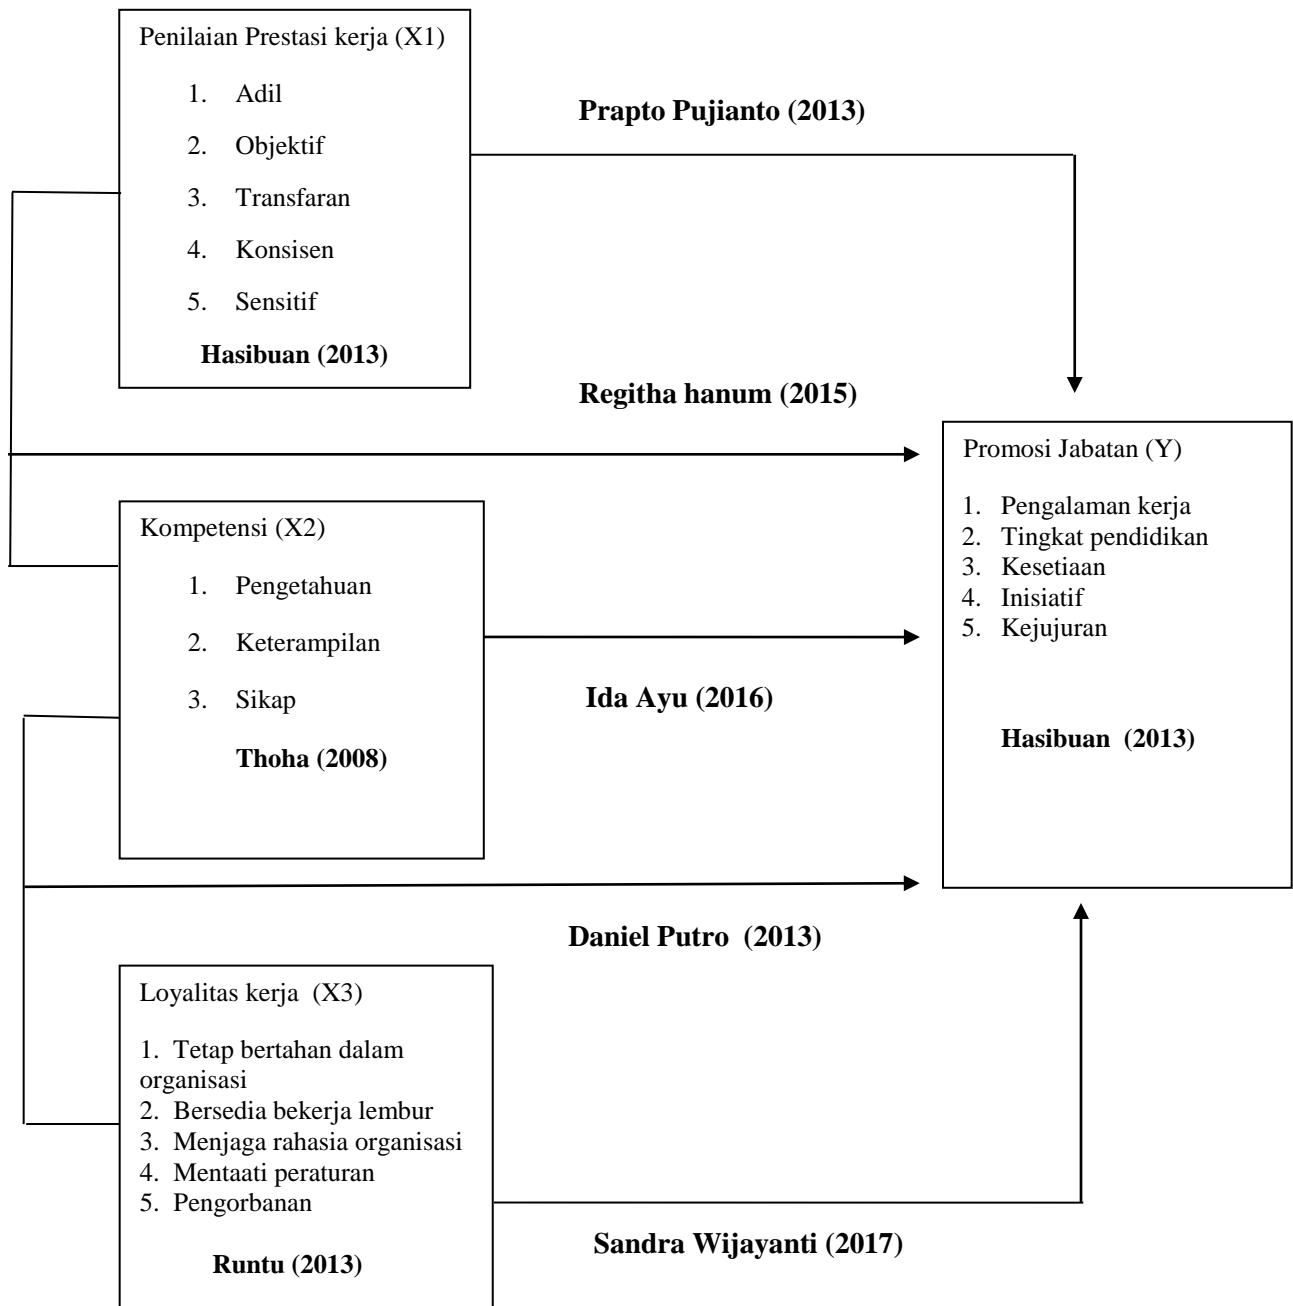 Penilaian Prestasi kerja (X1)
1. Adil
2. Objektif
3. Transfaran
4. Konsisen
5. Sensitif
Hasibuan (2013)
Prapto Pujianto (2013)
Regitha hanum (2015)
Promosi Jabatan (Y)
1. Pengalaman kerja
2. Tingkat pendidikan
3. Kesetiaan
4. Inisiatif
5. Kejujuran
Hasibuan (2013)
Kompetensi (X2)
1. Pengetahuan
2. Keterampilan
3. Sikap
Thoha (2008)
Ida Ayu (2016)
Daniel Putro (2013)
Loyalitas kerja (X3)
1. Tetap bertahan dalam
organisasi
2. Bersedia bekerja lembur
3. Menjaga rahasia organisasi
4. Mentaati peraturan
5. Pengorbanan
Runtu (2013)
Sandra Wijayanti (2017)